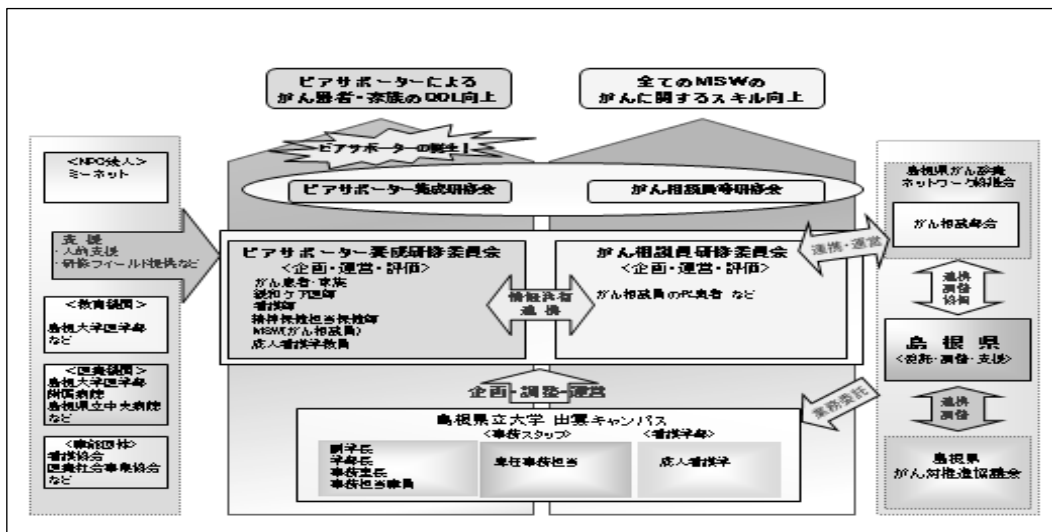 ピアサポーターによる
がん患者・家族のQOL向上
全てのMSWの
がんに関するスキル向上
ピアサポーターの誕生！
ピアサポーター養成研修会
がん相談員等研修会
<NPO法人>
ミーネット
支援
・人的支援
・研修フィールド提供など
<教育機関>
島根大学医学部
など
<医療機関>
島根大学医学部
附属病院
島根県立中央病院
など
<職能団体>
看護協会
医療社会事業協会
など
ピアサポーター養成研修委員会
<企画・運営・評価>
がん患者・家族
緩和ケア医師
看護師
精神保健担当保健師
MSW(がん相談員)
成人看護学教員
情報共有
連携
がん相談員研修委員会
<企画・運営・評価>
がん相談員の代表者 など
企画・調整・運営
島根県立大学 出雲キャンパス
副学長
学部長
事務室長
事務担当職員
<事務スタッフ>
専任事務担当
<看護学部>
成人看護学
連携・運営
業務委託
島根県がん診療
ネットワーク協議会
がん相談部会
連携
調整
協働
島根県
<委託・調整・支援>
連携
調整
島根県
がん対推進協議会